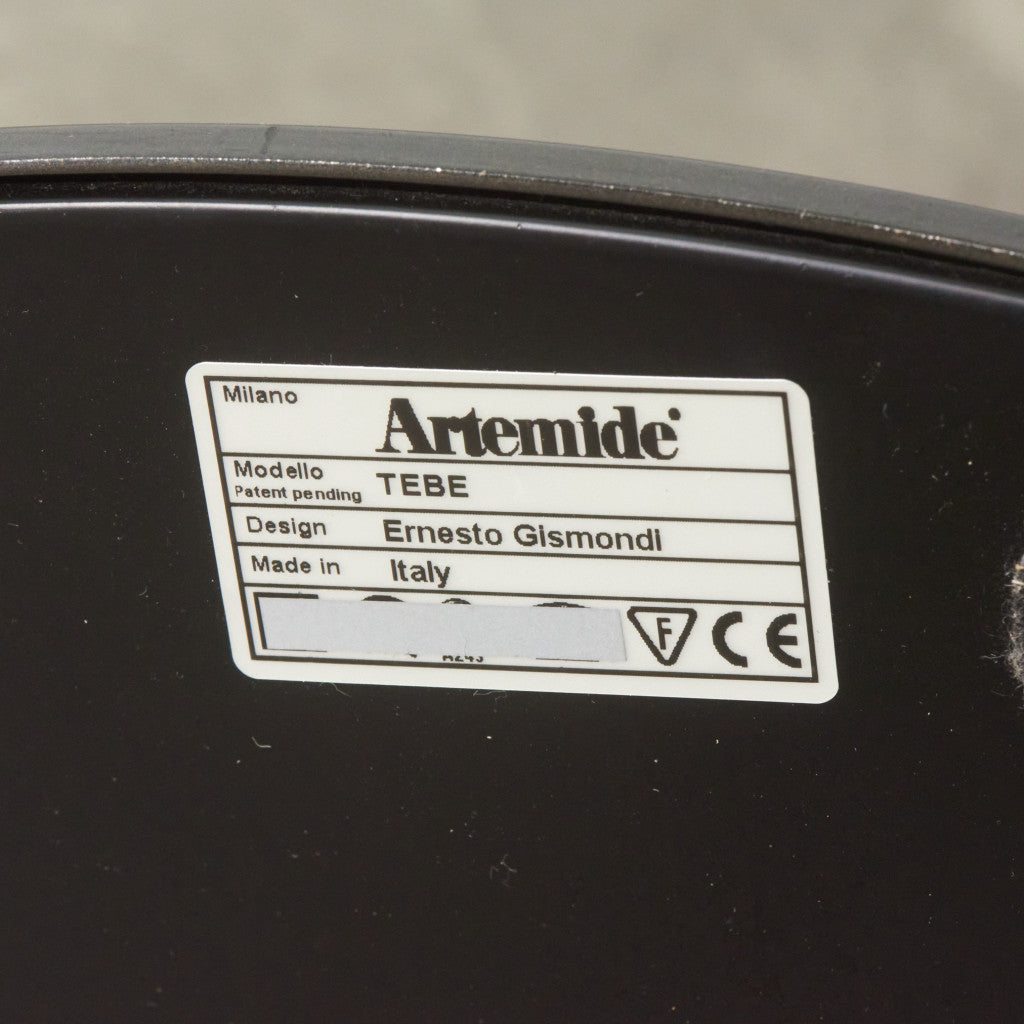 Milano
Artemide
Modello TEBE
Patent pending
Design Ernesto Gismondi
Made in Italy
F CE